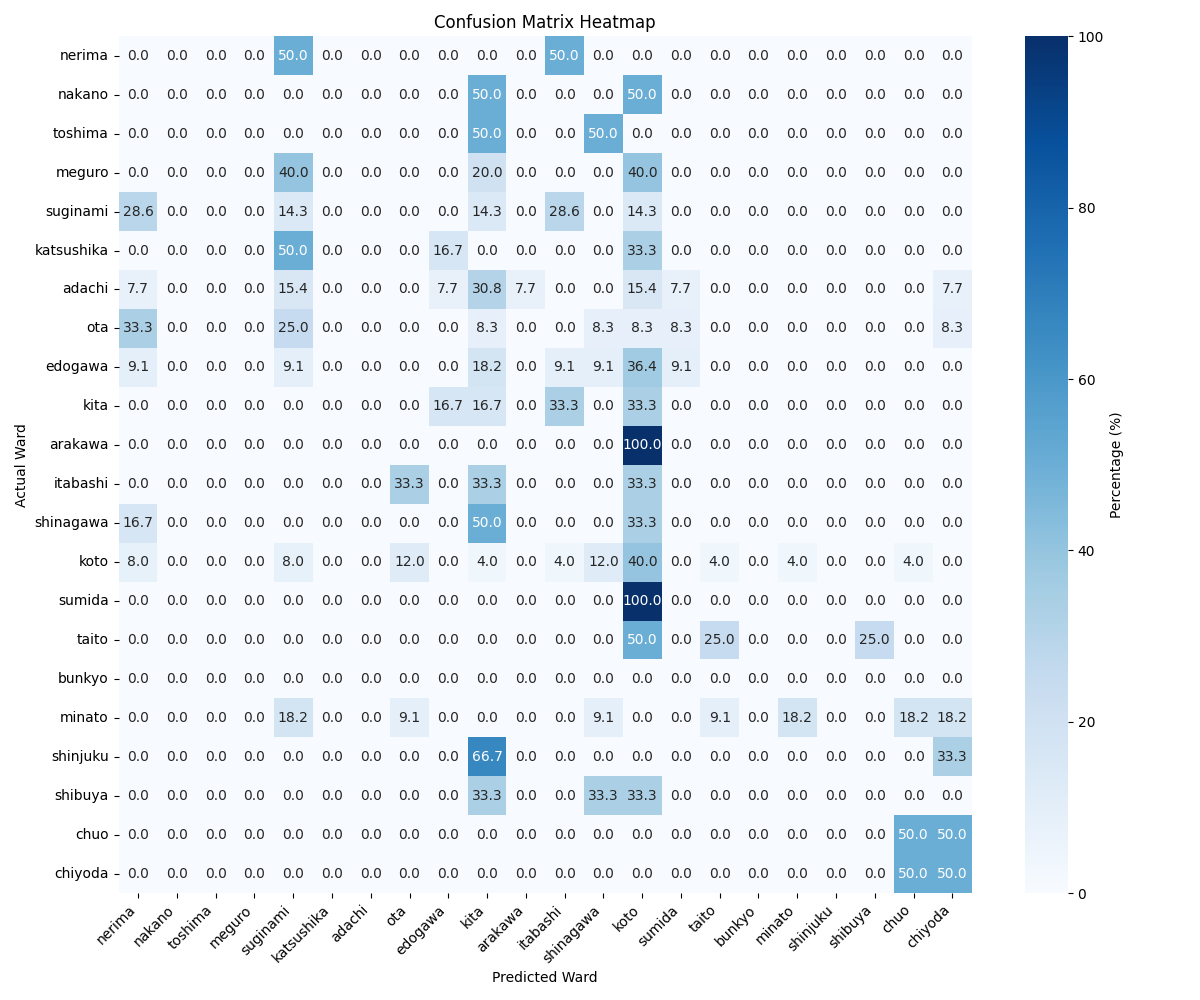 Confusion Matrix Heatmap
nerima 0.0 0.0 0.0 0.0 50.0 0.0 0.0 0.0 0.0 0.0 0.0 50.0 0.0 0.0 0.0 0.0 0.0 0.0 0.0 0.0 0.0 0.0
nakano 0.0 0.0 0.0 0.0 0.0 0.0 0.0 0.0 0.0 50.0 0.0 0.0 0.0 50.0 0.0 0.0 0.0 0.0 0.0 0.0 0.0 0.0
toshima 0.0 0.0 0.0 0.0 0.0 0.0 0.0 0.0 0.0 50.0 0.0 0.0 50.0 0.0 0.0 0.0 0.0 0.0 0.0 0.0 0.0 0.0
meguro 0.0 0.0 0.0 0.0 40.0 0.0 0.0 0.0 0.0 20.0 0.0 0.0 0.0 40.0 0.0 0.0 0.0 0.0 0.0 0.0 0.0 0.0
suginami 28.6 0.0 0.0 0.0 14.3 0.0 0.0 0.0 0.0 14.3 0.0 28.6 0.0 14.3 0.0 0.0 0.0 0.0 0.0 0.0 0.0 0.0
katsushika 0.0 0.0 0.0 0.0 50.0 0.0 0.0 0.0 16.7 0.0 0.0 0.0 0.0 33.3 0.0 0.0 0.0 0.0 0.0 0.0 0.0 0.0
adachi 7.7 0.0 0.0 0.0 15.4 0.0 0.0 0.0 7.7 30.8 7.7 0.0 0.0 15.4 7.7 0.0 0.0 0.0 0.0 0.0 0.0 7.7
ota 33.3 0.0 0.0 0.0 25.0 0.0 0.0 0.0 0.0 8.3 0.0 0.0 8.3 8.3 8.3 0.0 0.0 0.0 0.0 0.0 0.0 8.3
edogawa 9.1 0.0 0.0 0.0 9.1 0.0 0.0 0.0 0.0 18.2 0.0 9.1 9.1 36.4 9.1 0.0 0.0 0.0 0.0 0.0 0.0 0.0
kita 0.0 0.0 0.0 0.0 0.0 0.0 0.0 0.0 16.7 16.7 0.0 33.3 0.0 33.3 0.0 0.0 0.0 0.0 0.0 0.0 0.0 0.0
arakawa 0.0 0.0 0.0 0.0 0.0 0.0 0.0 0.0 0.0 0.0 0.0 0.0 0.0 100.0 0.0 0.0 0.0 0.0 0.0 0.0 0.0 0.0
itabashi 0.0 0.0 0.0 0.0 0.0 0.0 0.0 33.3 0.0 33.3 0.0 0.0 0.0 33.3 0.0 0.0 0.0 0.0 0.0 0.0 0.0 0.0
shinagawa 16.7 0.0 0.0 0.0 0.0 0.0 0.0 0.0 0.0 50.0 0.0 0.0 0.0 33.3 0.0 0.0 0.0 0.0 0.0 0.0 0.0 0.0
koto 8.0 0.0 0.0 0.0 8.0 0.0 0.0 12.0 0.0 4.0 0.0 4.0 12.0 40.0 0.0 4.0 0.0 4.0 0.0 0.0 4.0 0.0
sumida 0.0 0.0 0.0 0.0 0.0 0.0 0.0 0.0 0.0 0.0 0.0 0.0 0.0 100.0 0.0 0.0 0.0 0.0 0.0 0.0 0.0 0.0
taito 0.0 0.0 0.0 0.0 0.0 0.0 0.0 0.0 0.0 0.0 0.0 0.0 0.0 50.0 0.0 25.0 0.0 0.0 0.0 25.0 0.0 0.0
bunkyo 0.0 0.0 0.0 0.0 0.0 0.0 0.0 0.0 0.0 0.0 0.0 0.0 0.0 0.0 0.0 0.0 0.0 0.0 0.0 0.0 0.0 0.0
minato 0.0 0.0 0.0 0.0 18.2 0.0 0.0 9.1 0.0 0.0 0.0 0.0 9.1 0.0 0.0 9.1 0.0 18.2 0.0 0.0 18.2 18.2
shinjuku 0.0 0.0 0.0 0.0 0.0 0.0 0.0 0.0 0.0 66.7 0.0 0.0 0.0 0.0 0.0 0.0 0.0 0.0 0.0 0.0 0.0 33.3
shibuya 0.0 0.0 0.0 0.0 0.0 0.0 0.0 0.0 0.0 33.3 0.0 0.0 33.3 33.3 0.0 0.0 0.0 0.0 0.0 0.0 0.0 0.0
chuo 0.0 0.0 0.0 0.0 0.0 0.0 0.0 0.0 0.0 0.0 0.0 0.0 0.0 0.0 0.0 0.0 0.0 0.0 0.0 0.0 50.0 50.0
chiyoda 0.0 0.0 0.0 0.0 0.0 0.0 0.0 0.0 0.0 0.0 0.0 0.0 0.0 0.0 0.0 0.0 0.0 0.0 0.0 0.0 50.0 50.0
nerima nakano toshima meguro suginami katsushika adachi ota edogawa kita arakawa itabashi shinagawa koto sumida taito bunkyo minato shinjuku shibuya chuo chiyoda
Predicted Ward
Actual Ward
100
80
60
40
20
0
Percentage (%)